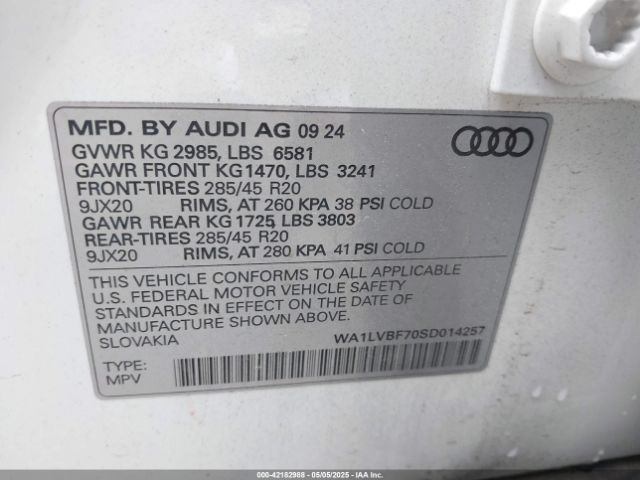 MFD. BY AUDI AG 09 24
GVWR KG 2985, LBS 6581
GAWR FRONT KG 1470, LBS 3241
FRONT-TIRES 285/45 R20
9JX20 RIMS, AT 260 KPA 38 PSI COLD
GAWR REAR KG 1725, LBS 3803
REAR-TIRES 285/45 R20
9JX20 RIMS, AT 280 KPA 41 PSI COLD
THIS VEHICLE CONFORMS TO ALL APPLICABLE
U.S. FEDERAL MOTOR VEHICLE SAFETY
STANDARDS IN EFFECT ON THE DATE OF
MANUFACTURE SHOWN ABOVE.
SLOVAKIA
WA1LVBF70SD014257
TYPE:
MPV
000-42182988 - 05/05/2025 - IAAI.COM